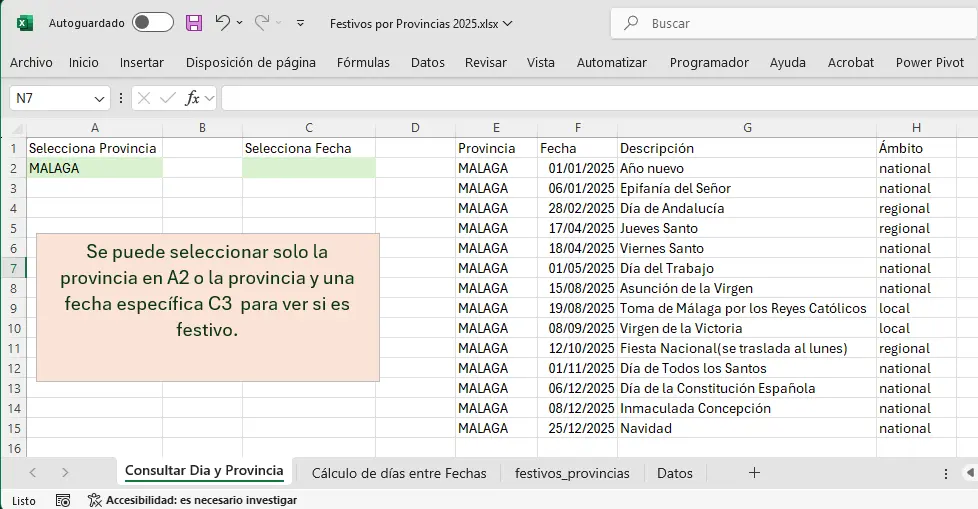 Autoguardado
Festivos por Provincias 2025.xlsx
Buscar
Archivo Inicio Insertar Disposición de página Fórmulas Datos Revisar Vista Automatizar Programador Ayuda Acrobat Power Pivot
N7 fx
A B C D E F G H
1 Selecciona Provincia Selecciona Fecha Provincia Fecha Descripción Ámbito
2 MALAGA MALAGA 01/01/2025 Año nuevo national
3 MALAGA 06/01/2025 Epifanía del Señor national
4 MALAGA 28/02/2025 Día de Andalucía regional
5 MALAGA 17/04/2025 Jueves Santo regional
6 MALAGA 18/04/2025 Viernes Santo national
7 MALAGA 01/05/2025 Día del Trabajo national
8 MALAGA 15/08/2025 Asunción de la Virgen national
9 MALAGA 19/08/2025 Toma de Málaga por los Reyes Católicos local
10 MALAGA 08/09/2025 Virgen de la Victoria local
11 MALAGA 12/10/2025 Fiesta Nacional(se traslada al lunes) regional
12 MALAGA 01/11/2025 Día de Todos los Santos national
13 MALAGA 06/12/2025 Día de la Constitución Española national
14 MALAGA 08/12/2025 Inmaculada Concepción national
15 MALAGA 25/12/2025 Navidad national
16
Se puede seleccionar solo la
provincia en A2 o la provincia y una
fecha específica C3 para ver si es
festivo.
Consultar Dia y Provincia Cálculo de días entre Fechas festivos_provincias Datos
Listo Accesibilidad: es necesario investigar